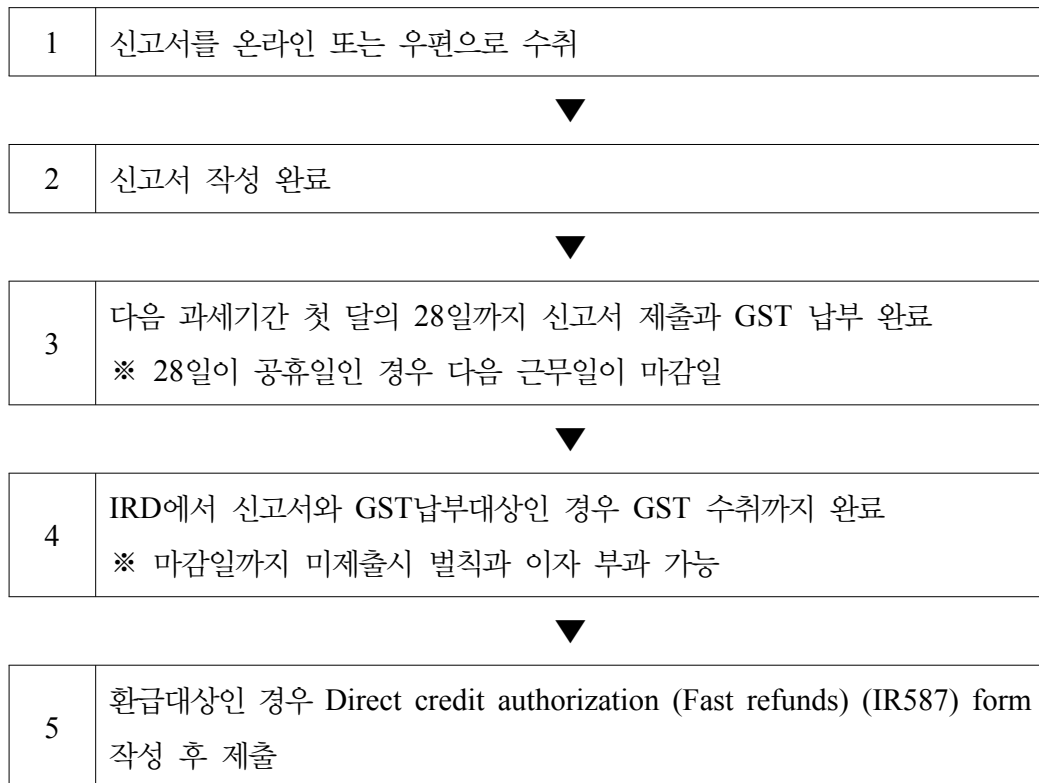 1 신고서를 온라인 또는 우편으로 수취
▼
2 신고서 작성 완료
▼
3 다음 과세기간 첫 달의 28일까지 신고서 제출과 GST 납부 완료
※ 28일이 공휴일인 경우 다음 근무일이 마감일
▼
4 IRD에서 신고서와 GST납부대상인 경우 GST 수취까지 완료
※ 마감일까지 미제출시 벌칙과 이자 부과 가능
▼
5 환급대상인 경우 Direct credit authorization (Fast refunds) (IR587) form
작성 후 제출